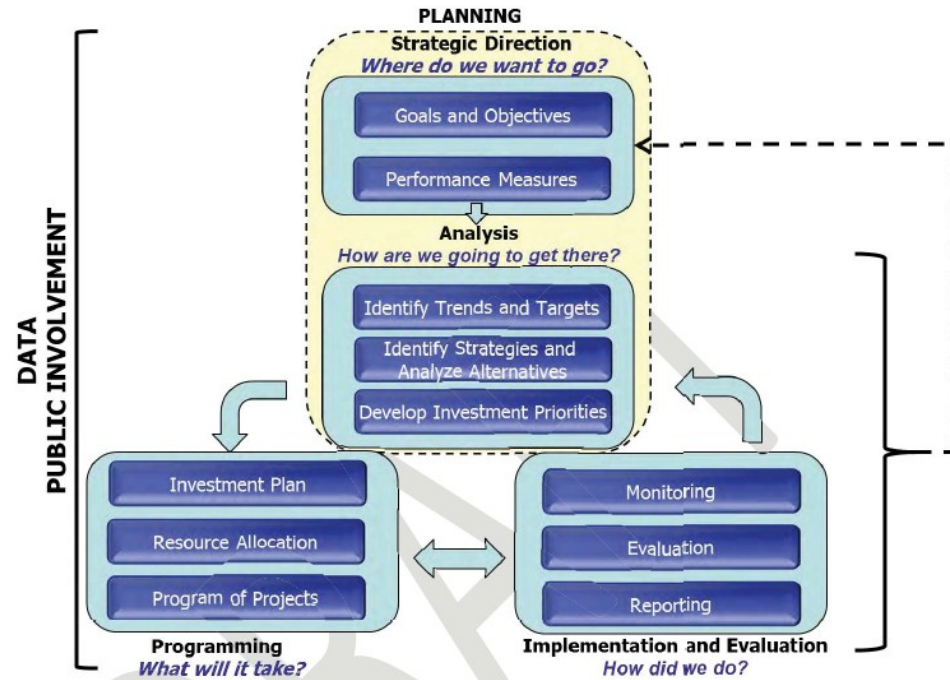 PLANNING
Strategic Direction
Where do we want to go?
Goals and Objectives
Performance Measures
Analysis
How are we going to get there?
Identify Trends and Targets
Identify Strategies and
Analyze Alternatives
Develop Investment Priorities
DATA
PUBLIC INVOLVEMENT
Investment Plan
Resource Allocation
Program of Projects
Programming
What will it take?
Monitoring
Evaluation
Reporting
Implementation and Evaluation
How did we do?